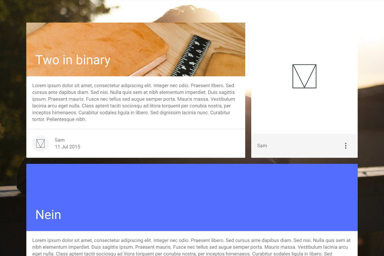 Two in binary
Lorem ipsum dolor sit amet, consectetur adipiscing elit. Integer nec odio. Praesent libero. Sed
cursus ante dapibus diam. Sed nisi. Nulla quis sem at nibh elementum imperdiet. Duis sagittis
ipsum. Praesent mauris. Fusce nec tellus sed augue semper porta. Mauris massa. Vestibulum
lacinia arcu eget nulla. Class aptent taciti sociosqu ad litora torquent per conubia nostra, per
inceptos himenaeos. Curabitur sodales ligula in libero. Sed dignissim lacinia nunc. Curabitur
tortor. Pellentesque nibh.
Sam
11 Jul 2015
Sam
Nein
Lorem ipsum dolor sit amet, consectetur adipiscing elit. Integer nec odio. Praesent libero. Sed cursus ante dapibus diam. Sed nisi. Nulla quis sem at
nibh elementum imperdiet. Duis sagittis ipsum. Praesent mauris. Fusce nec tellus sed augue semper porta. Mauris massa. Vestibulum lacinia arcu
eget nulla. Class aptent taciti sociosqu ad litora torquent per conubia nostra, per inceptos himenaeos. Curabitur sodales ligula in libero. Sed